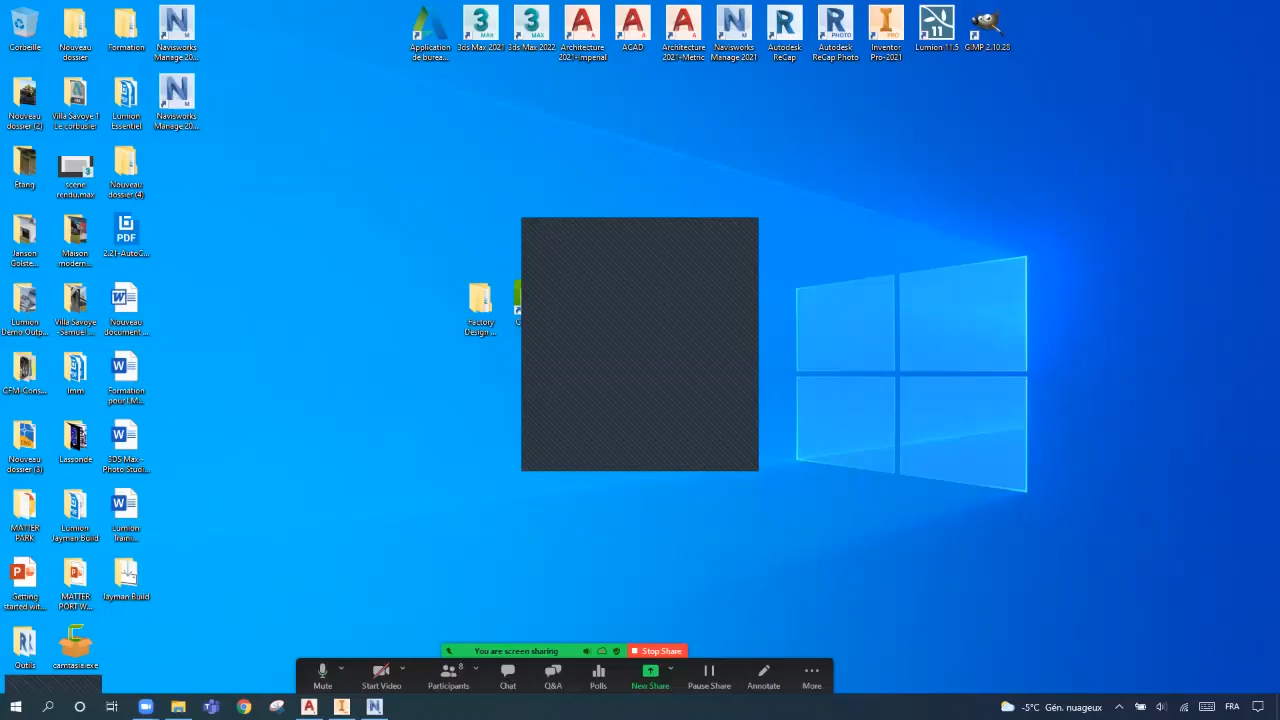 Corbeille
Nouveau dossier
Formation
Navisworks Manage 20...
Application de burea...
3ds Max 2021
3ds Max 2022
Architecture 2021-Imperial
ACAD
Architecture 2021-Metric
Navisworks Manage 2021
Autodesk ReCap
Autodesk ReCap Photo
Inventor Pro-2021
Lumion 11.5
GIMP 2.10.28
Nouveau dossier (2)
Villa Savoye 1 Le corbusier
Lumion Essentiel
Navisworks Manage 20...
Etang
scene rendu.max
Nouveau dossier (4)
Janson Goiste...
Maison modern...
PDF
2.21-AutoC...
Lumion Demo Outp...
Villa Savoye -Samuel ...
Nouveau document ...
Factory Design ...
CFM-Cons...
Imm
Formation pour LM...
Nouveau dossier (3)
Lassonde
3DS Max - Photo Studi...
MATTER PARK
Lumion Jayman Build
Lumion Traini...
Getting started wit...
MATTER PORT W...
Jayman Build
Outils
camtasia.exe
You are screen sharing
Stop Share
8
Mute
Start Video
Participants
Chat
Q&A
Polls
New Share
Pause Share
Annotate
More
-5°C Gén. nuageux
FRA